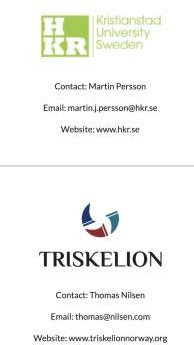 HKR
Kristianstad
University
Sweden
Contact: Martin Persson
Email: martin.j.persson@hkr.se
Website: www.hkr.se
TRISKELION
Contact: Thomas Nilsen
Email: thomas@nilsen.com
Website: www.triskelionnorway.org